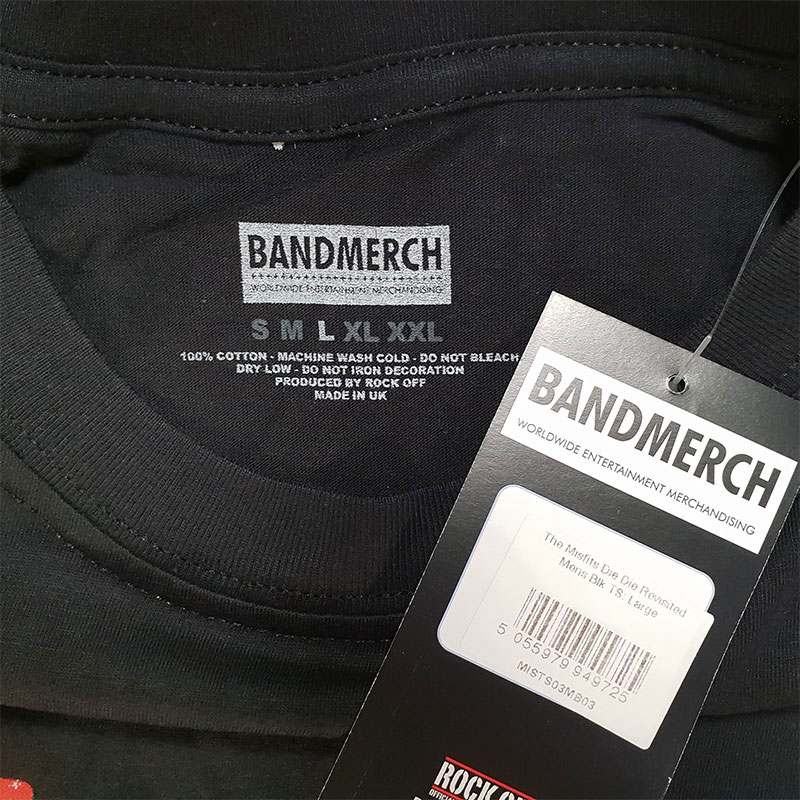 BANDMERCH
WORLDWIDE ENTERTAINMENT MERCHANDISING
S M L XL XXL
100% COTTON - MACHINE WASH COLD - DO NOT BLEACH
DRY LOW - DO NOT IRON DECORATION
PRODUCED BY ROCK OFF
MADE IN UK
BANDMERCH
WORLDWIDE ENTERTAINMENT MERCHANDISING
The Misfits Die Die Revisited
Mens Blk TS: Large
5 055979 949725
MISTS03MB03
ROCK